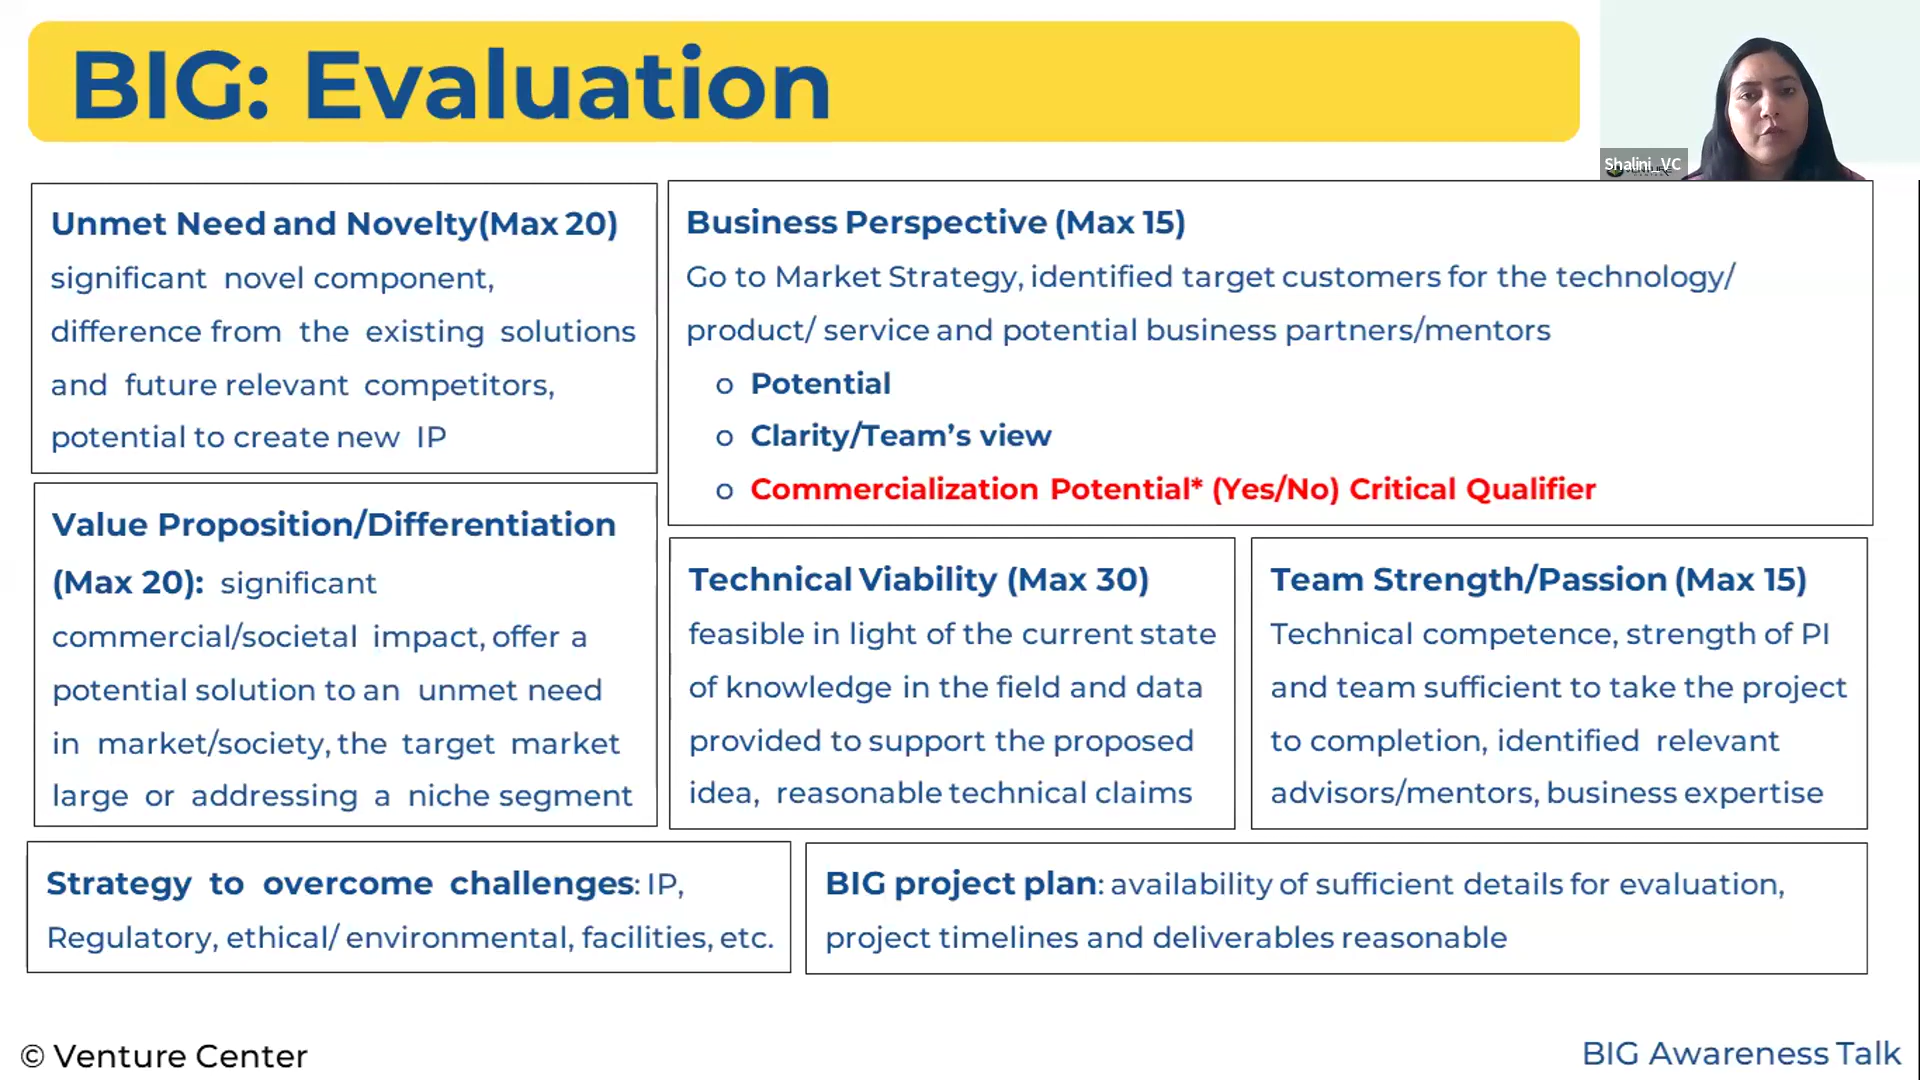 BIG: Evaluation
Shalini_VC
Unmet Need and Novelty(Max 20)
significant novel component,
difference from the existing solutions
and future relevant competitors,
potential to create new IP
Business Perspective (Max 15)
Go to Market Strategy, identified target customers for the technology/
product/ service and potential business partners/mentors
o Potential
o Clarity/Team’s view
o Commercialization Potential* (Yes/No) Critical Qualifier
Value Proposition/Differentiation
(Max 20): significant
commercial/societal impact, offer a
potential solution to an unmet need
in market/society, the target market
large or addressing a niche segment
Technical Viability (Max 30)
feasible in light of the current state
of knowledge in the field and data
provided to support the proposed
idea, reasonable technical claims
Team Strength/Passion (Max 15)
Technical competence, strength of PI
and team sufficient to take the project
to completion, identified relevant
advisors/mentors, business expertise
Strategy to overcome challenges: IP,
Regulatory, ethical/ environmental, facilities, etc.
BIG project plan: availability of sufficient details for evaluation,
project timelines and deliverables reasonable
© Venture Center
BIG Awareness Talk